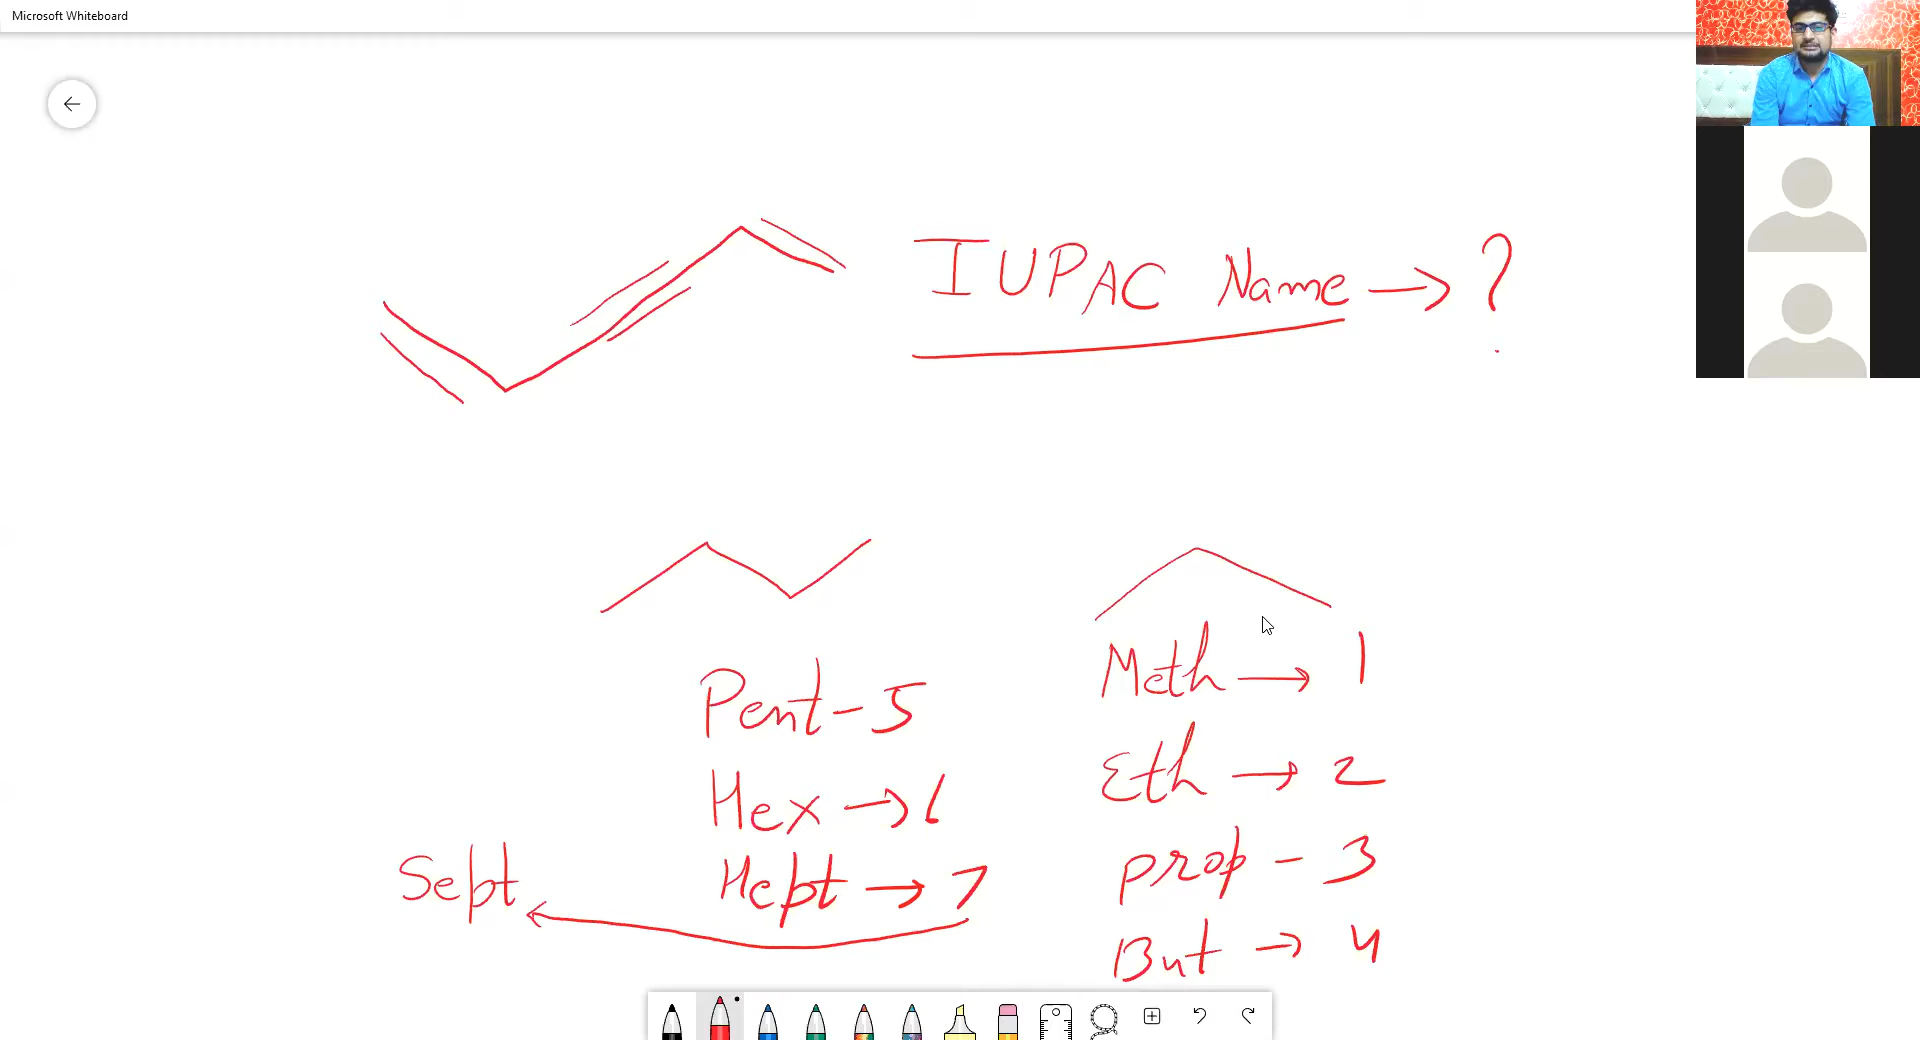 Microsoft Whiteboard
IUPAC Name → ?
Pent - 5
Hex → 6
Hept → 7
Sept
Meth → 1
Eth → 2
prop - 3
But → 4